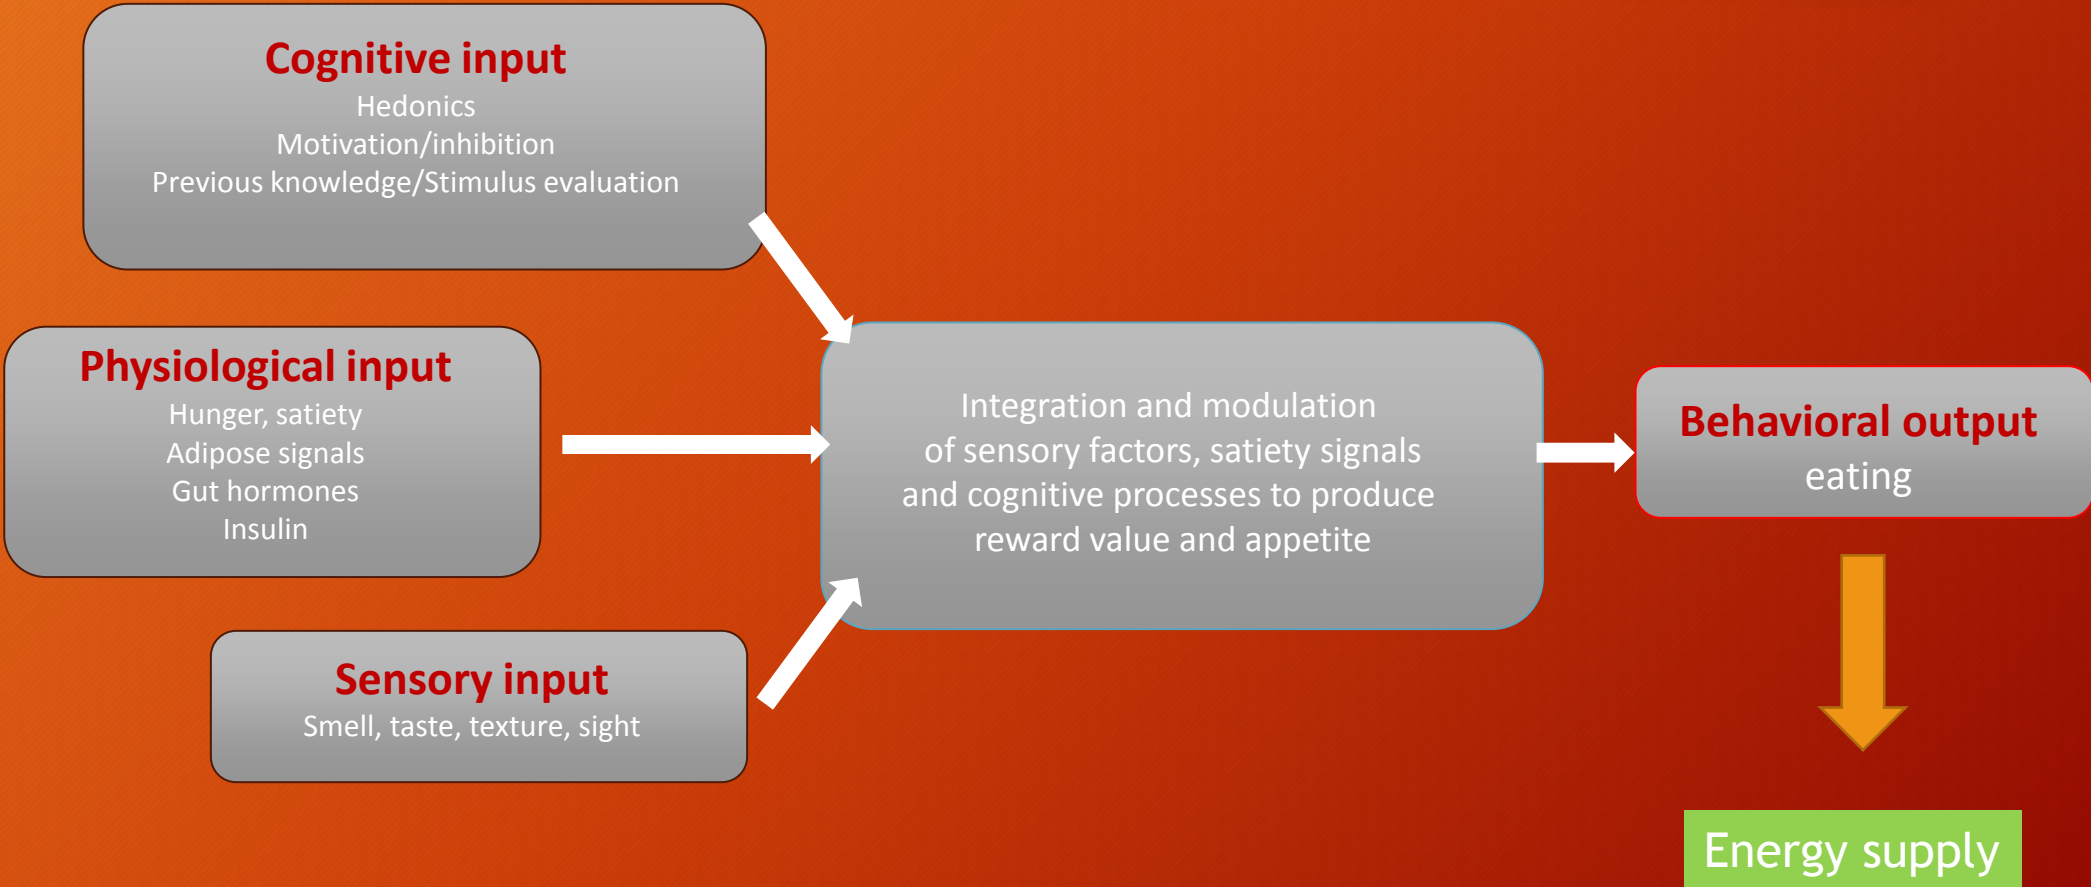 Cognitive input
Hedonics
Motivation/inhibition
Previous knowledge/Stimulus evaluation
Physiological input
Hunger, satiety
Adipose signals
Gut hormones
Insulin
Sensory input
Smell, taste, texture, sight
Integration and modulation
of sensory factors, satiety signals
and cognitive processes to produce
reward value and appetite
Behavioral output
eating
Energy supply